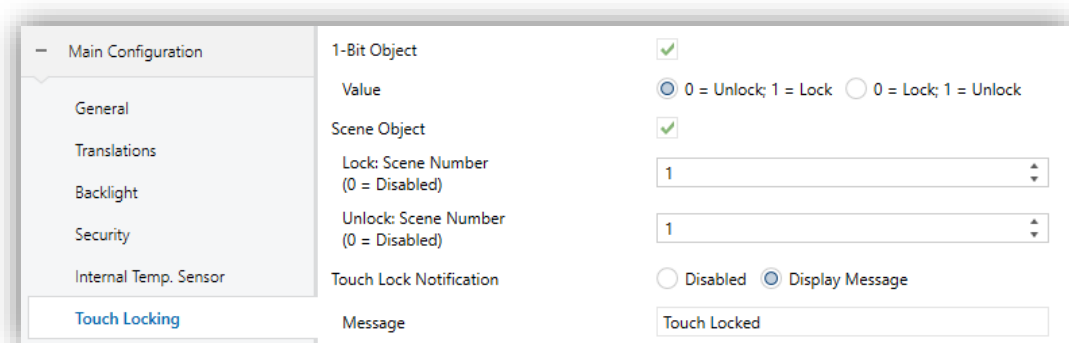 Main Configuration
General
Translations
Backlight
Security
Internal Temp. Sensor
Touch Locking
1-Bit Object
Value
0 = Unlock; 1 = Lock
0 = Lock; 1 = Unlock
Scene Object
Lock: Scene Number
(0 = Disabled)
1
Unlock: Scene Number
(0 = Disabled)
1
Touch Lock Notification
Disabled
Display Message
Message
Touch Locked